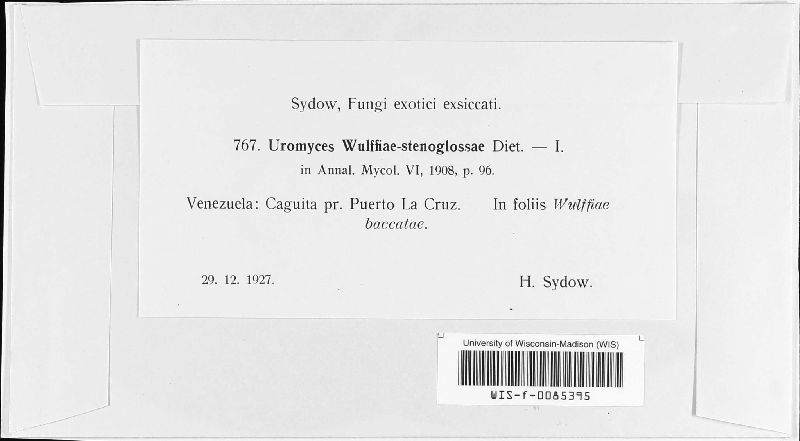 Sydow, Fungi exotici exsiccati.
767. Uromyces Wulffiae-stenoglossae Diet. — I.
in Annal. Mycol. VI, 1908, p. 96.
Venezuela: Caguita pr. Puerto La Cruz. In foliis Wulffiae
baccatae.
29. 12. 1927. H. Sydow.
University of Wisconsin-Madison (WIS)
WIS-f-0085395